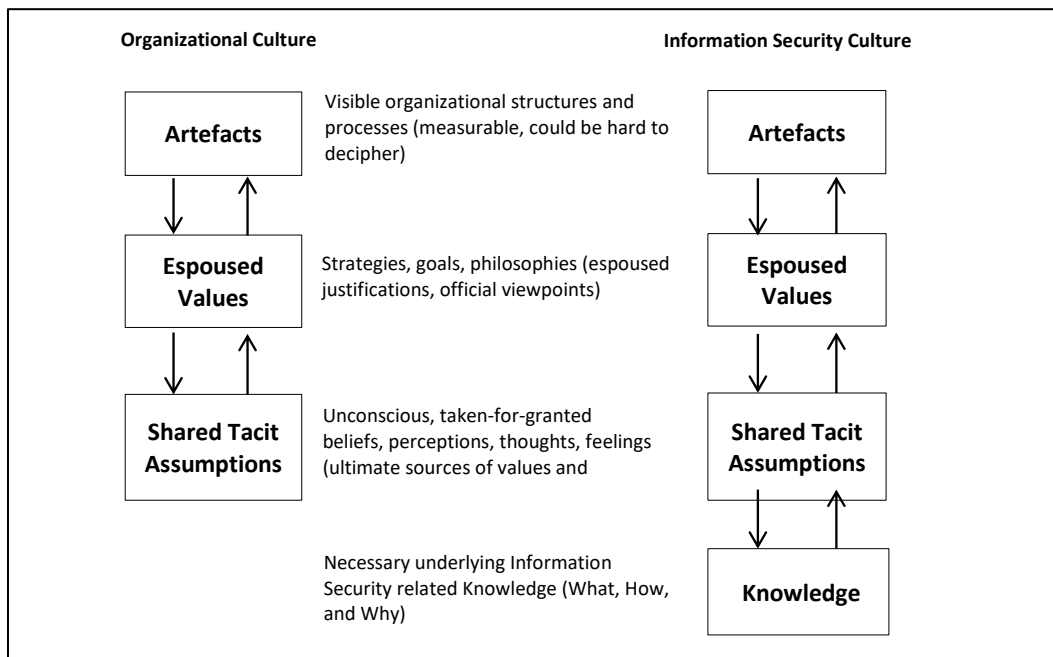 Organizational Culture
Information Security Culture
Artefacts
Visible organizational structures and
processes (measurable, could be hard to
decipher)
Artefacts
Espoused
Values
Strategies, goals, philosophies (espoused
justifications, official viewpoints)
Espoused
Values
Shared Tacit
Assumptions
Unconscious, taken-for-granted
beliefs, perceptions, thoughts, feelings
(ultimate sources of values and
Shared Tacit
Assumptions
Necessary underlying Information
Security related Knowledge (What, How,
and Why)
Knowledge